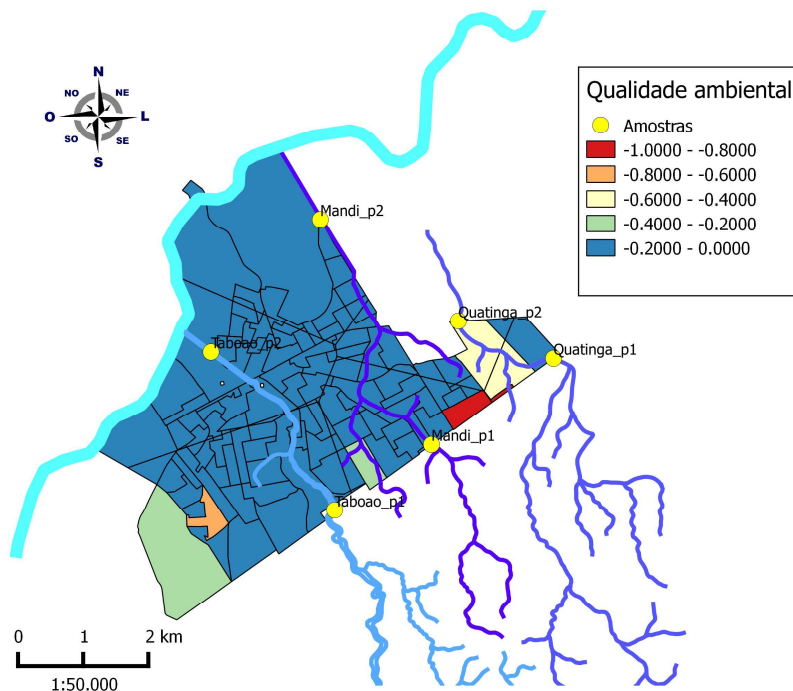 N
NO
NE
O
L
SO
SE
S
Qualidade ambiental
Amostras
-1.0000 - -0.8000
-0.8000 - -0.6000
-0.6000 - -0.4000
-0.4000 - -0.2000
-0.2000 - 0.0000
Mandi_p2
Quatinga_p2
Taboao_p2
Quatinga_p1
Mandi_p1
Taboao_p1
0 1 2 km
1:50.000